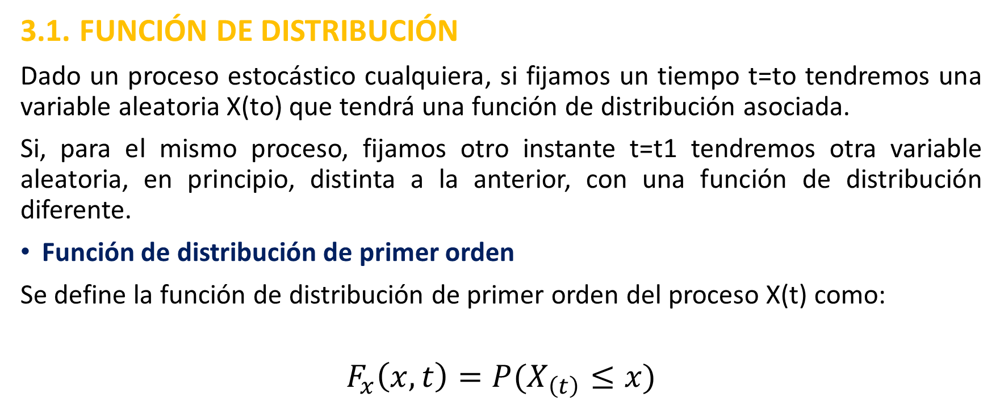 3.1. FUNCIÓN DE DISTRIBUCIÓN
Dado un proceso estocástico cualquiera, si fijamos un tiempo t=to tendremos una
variable aleatoria X(to) que tendrá una función de distribución asociada.
Si, para el mismo proceso, fijamos otro instante t=t1 tendremos otra variable
aleatoria, en principio, distinta a la anterior, con una función de distribución
diferente.
• Función de distribución de primer orden
Se define la función de distribución de primer orden del proceso X(t) como:
Fₓ(x, t) = P(X₍t₎ ≤ x)